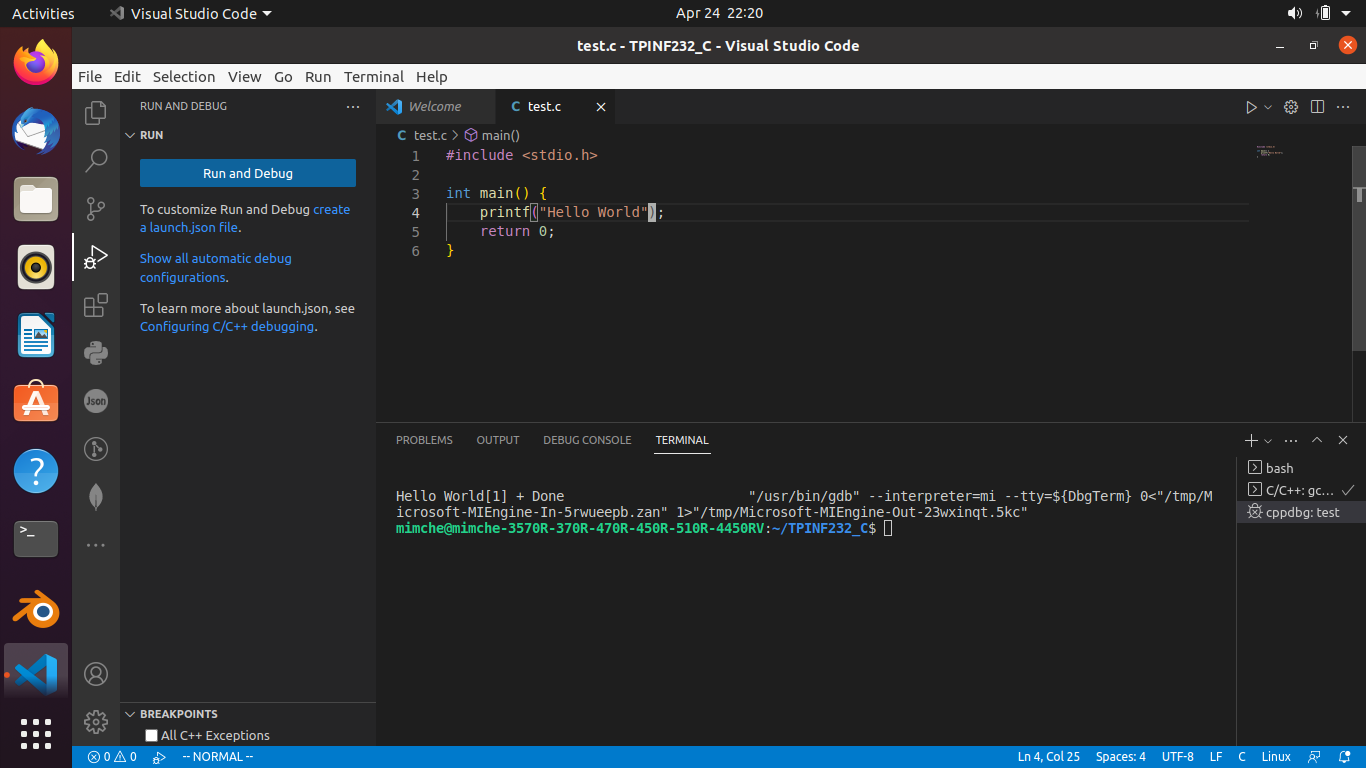 Activities Visual Studio Code Apr 24 22:20
test.c - TPINF232_C - Visual Studio Code
File Edit Selection View Go Run Terminal Help
RUN AND DEBUG ...
RUN
Run and Debug
To customize Run and Debug create
a launch.json file.
Show all automatic debug
configurations.
To learn more about launch.json, see
Configuring C/C++ debugging.
Json
BREAKPOINTS
All C++ Exceptions
Welcome C test.c
C test.c > main()
1 #include <stdio.h>
2
3 int main() {
4 printf("Hello World");
5 return 0;
6 }
PROBLEMS OUTPUT DEBUG CONSOLE TERMINAL
Hello World[1] + Done "/usr/bin/gdb" --interpreter=mi --tty=${DbgTerm} 0<"/tmp/M
icrosoft-MIEngine-In-5rwueepb.zan" 1>"/tmp/Microsoft-MIEngine-Out-23wxinqt.5kc"
mimche@mimche-3570R-370R-470R-450R-510R-4450RV:~/TPINF232_C$
bash
C/C++: gc...
cppdbg: test
0 0 -- NORMAL -- Ln 4, Col 25 Spaces: 4 UTF-8 LF C Linux